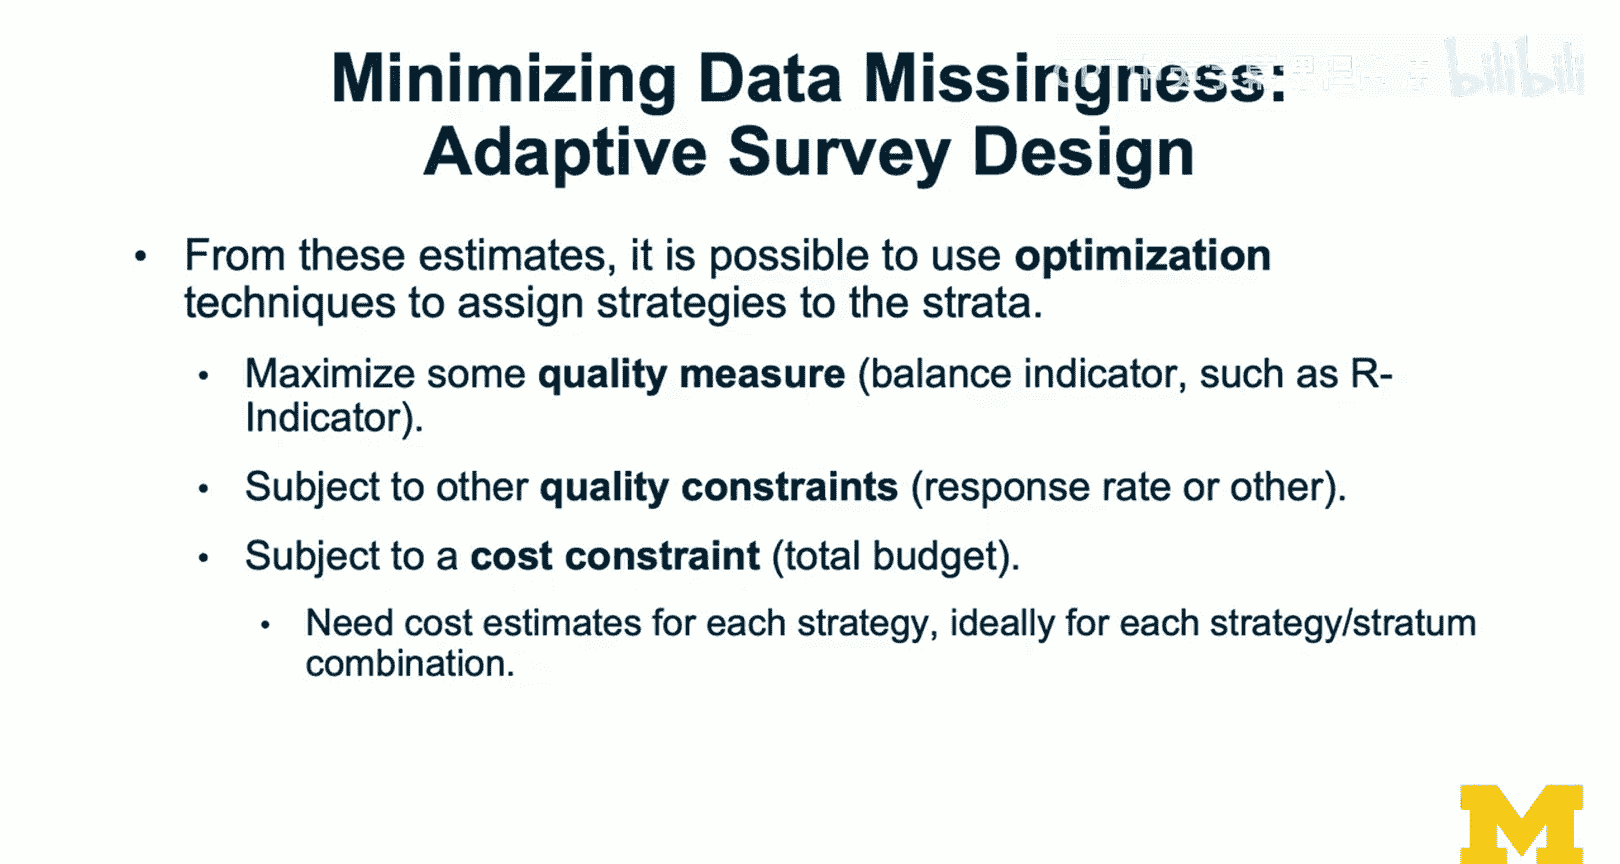 Minimizing Data Missingness:
Adaptive Survey Design
• From these estimates, it is possible to use optimization
techniques to assign strategies to the strata.
• Maximize some quality measure (balance indicator, such as R-
Indicator).
• Subject to other quality constraints (response rate or other).
• Subject to a cost constraint (total budget).
• Need cost estimates for each strategy, ideally for each strategy/stratum
combination.
bilibili
M